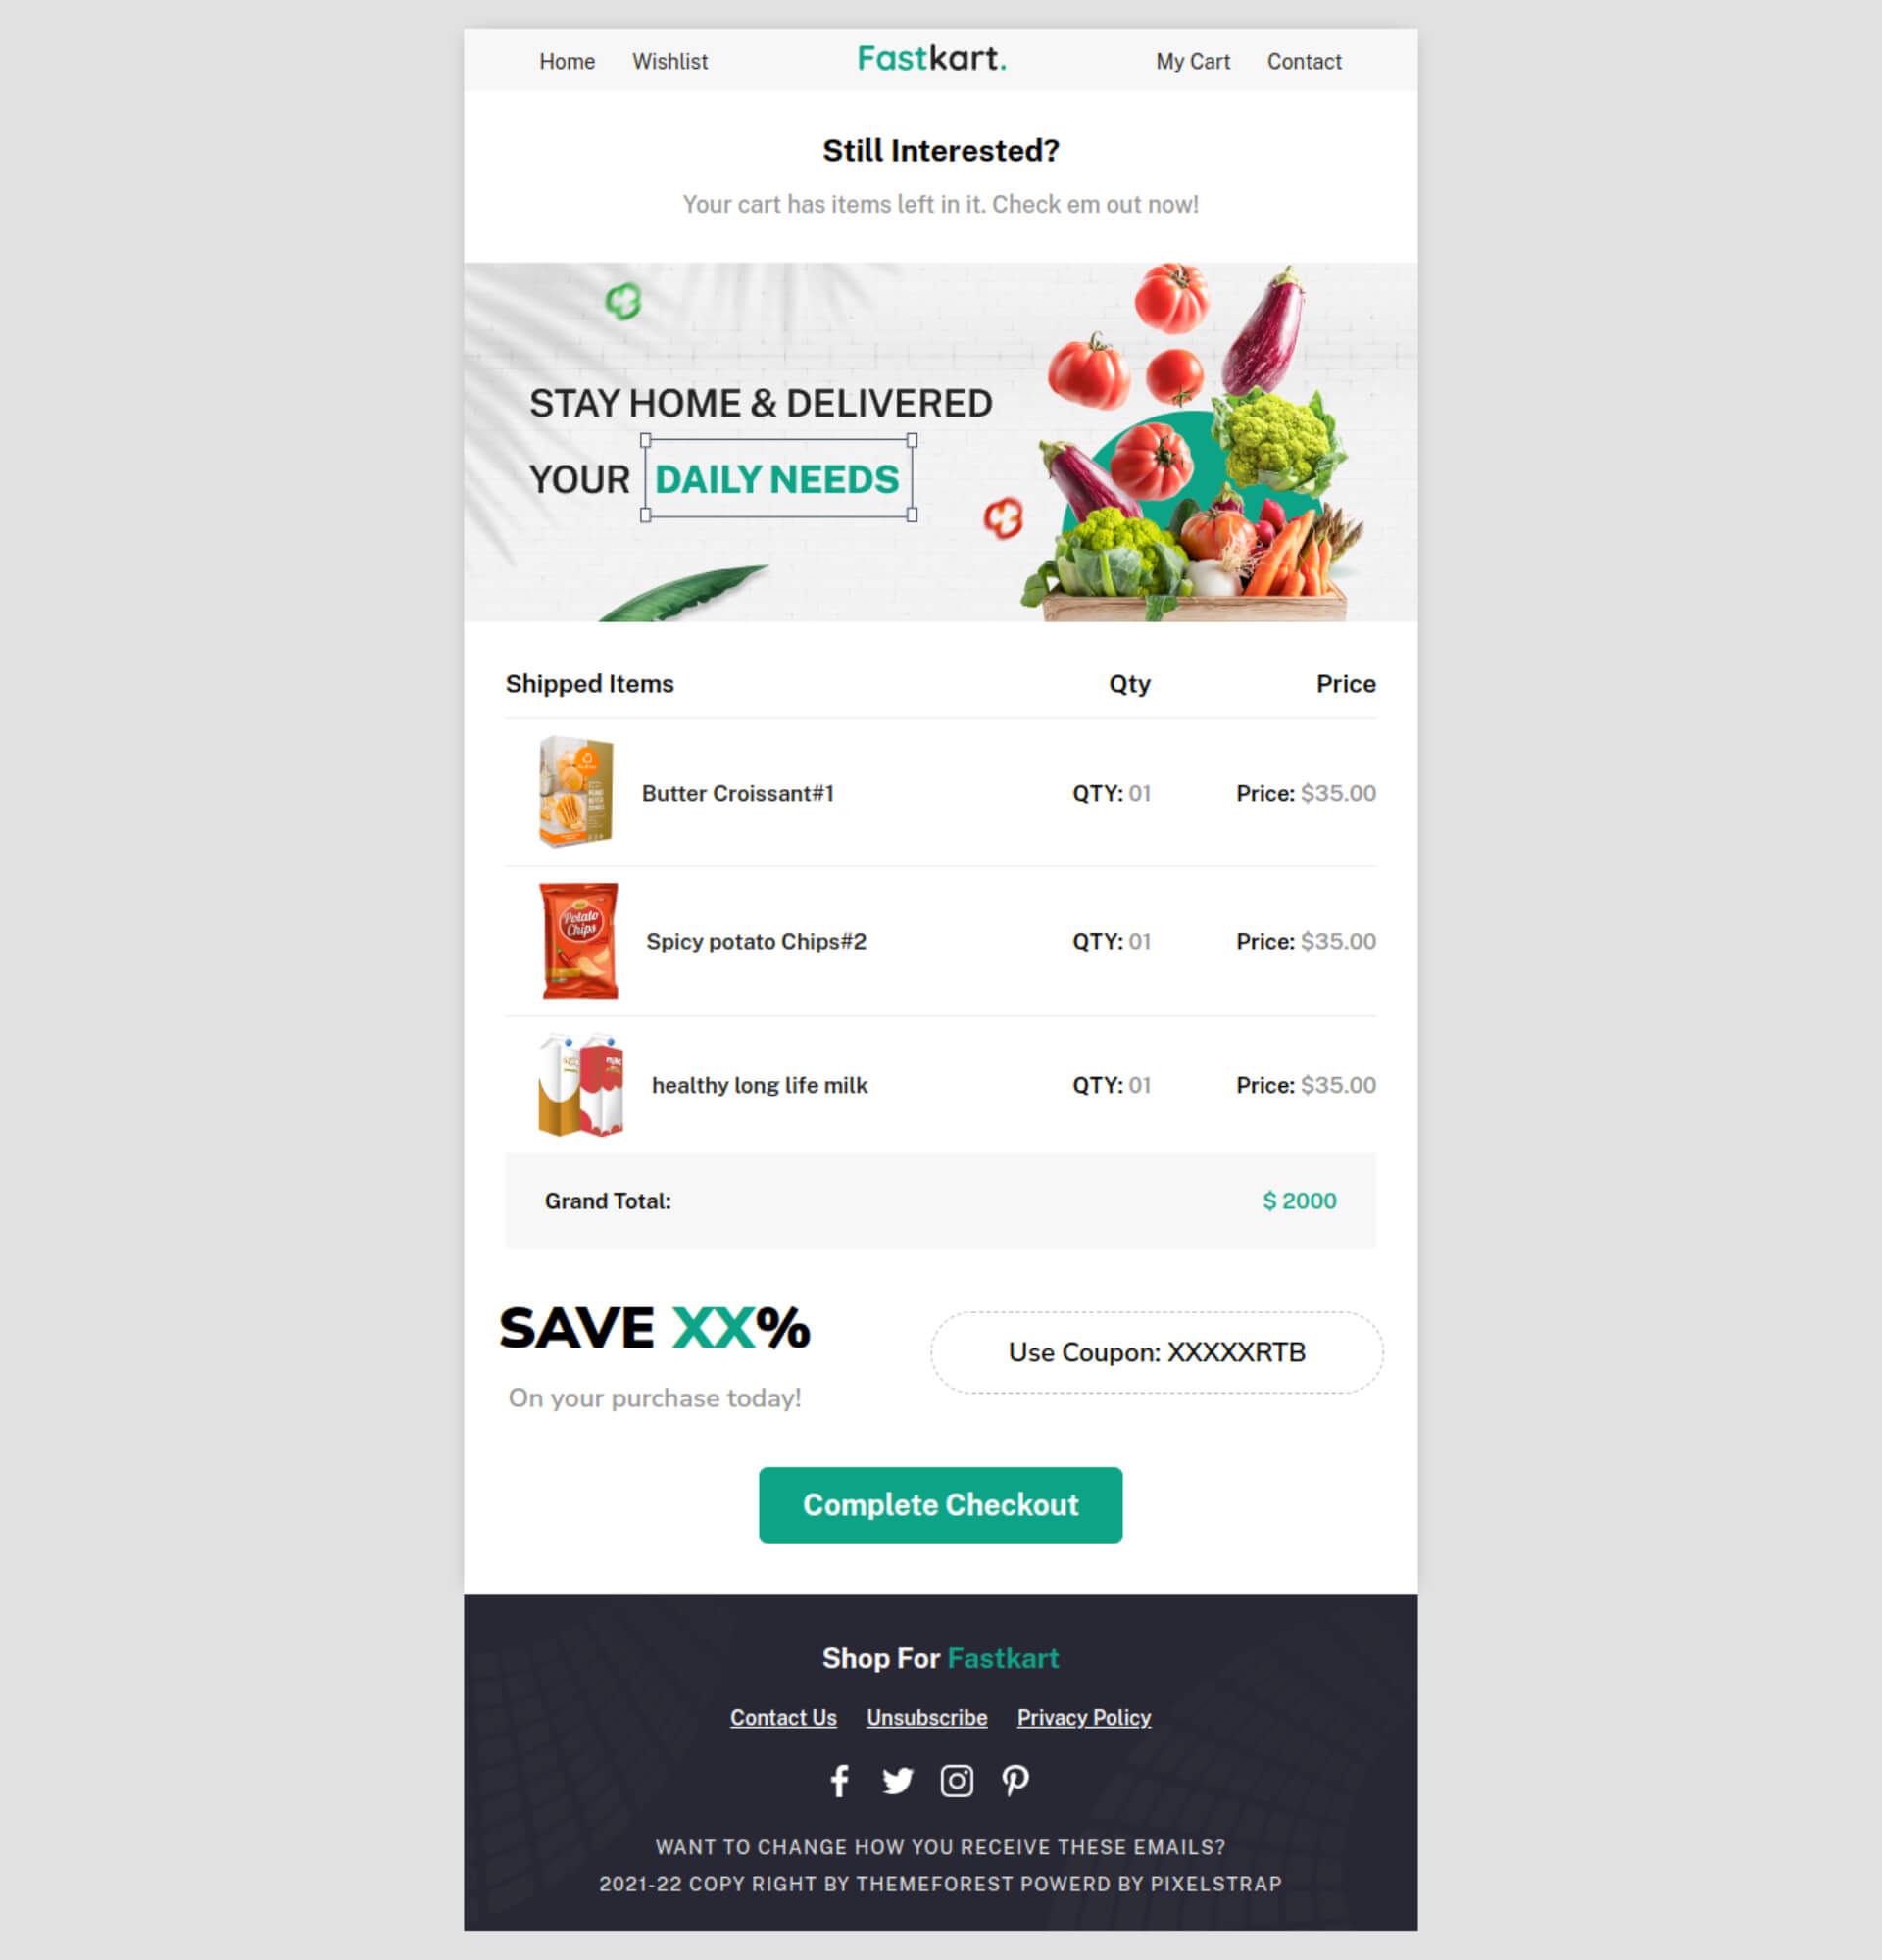 Home Wishlist Fastkart. My Cart Contact
Still Interested?
Your cart has items left in it. Check em out now!
STAY HOME & DELIVERED
YOUR DAILY NEEDS
Shipped Items Qty Price
Butter Croissant#1 QTY: 01 Price: $35.00
Potato
Chips
Spicy potato Chips#2 QTY: 01 Price: $35.00
healthy long life milk QTY: 01 Price: $35.00
Grand Total: $ 2000
SAVE XX%
On your purchase today!
Use Coupon: XXXXXRTB
Complete Checkout
Shop For Fastkart
Contact Us Unsubscribe Privacy Policy
WANT TO CHANGE HOW YOU RECEIVE THESE EMAILS?
2021-22 COPY RIGHT BY THEMEFOREST POWERD BY PIXELSTRAP